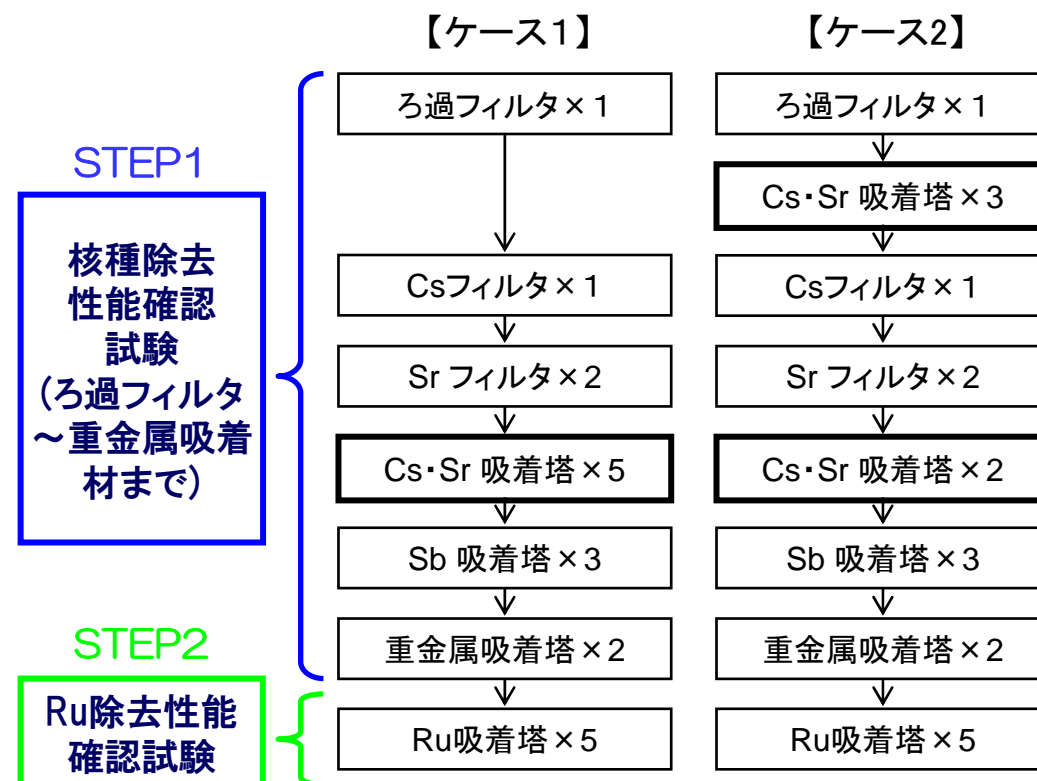 【ケース1】
【ケース2】
STEP1
核種除去
性能確認
試験
(ろ過フィルタ
～重金属吸着
材まで)
STEP2
Ru除去性能
確認試験
ろ過フィルタ×1
Csフィルタ×1
Sr フィルタ×2
Cs・Sr 吸着塔×5
Sb 吸着塔×3
重金属吸着塔×2
Ru吸着塔×5
ろ過フィルタ×1
Cs・Sr 吸着塔×3
Csフィルタ×1
Sr フィルタ×2
Cs・Sr 吸着塔×2
Sb 吸着塔×3
重金属吸着塔×2
Ru吸着塔×5